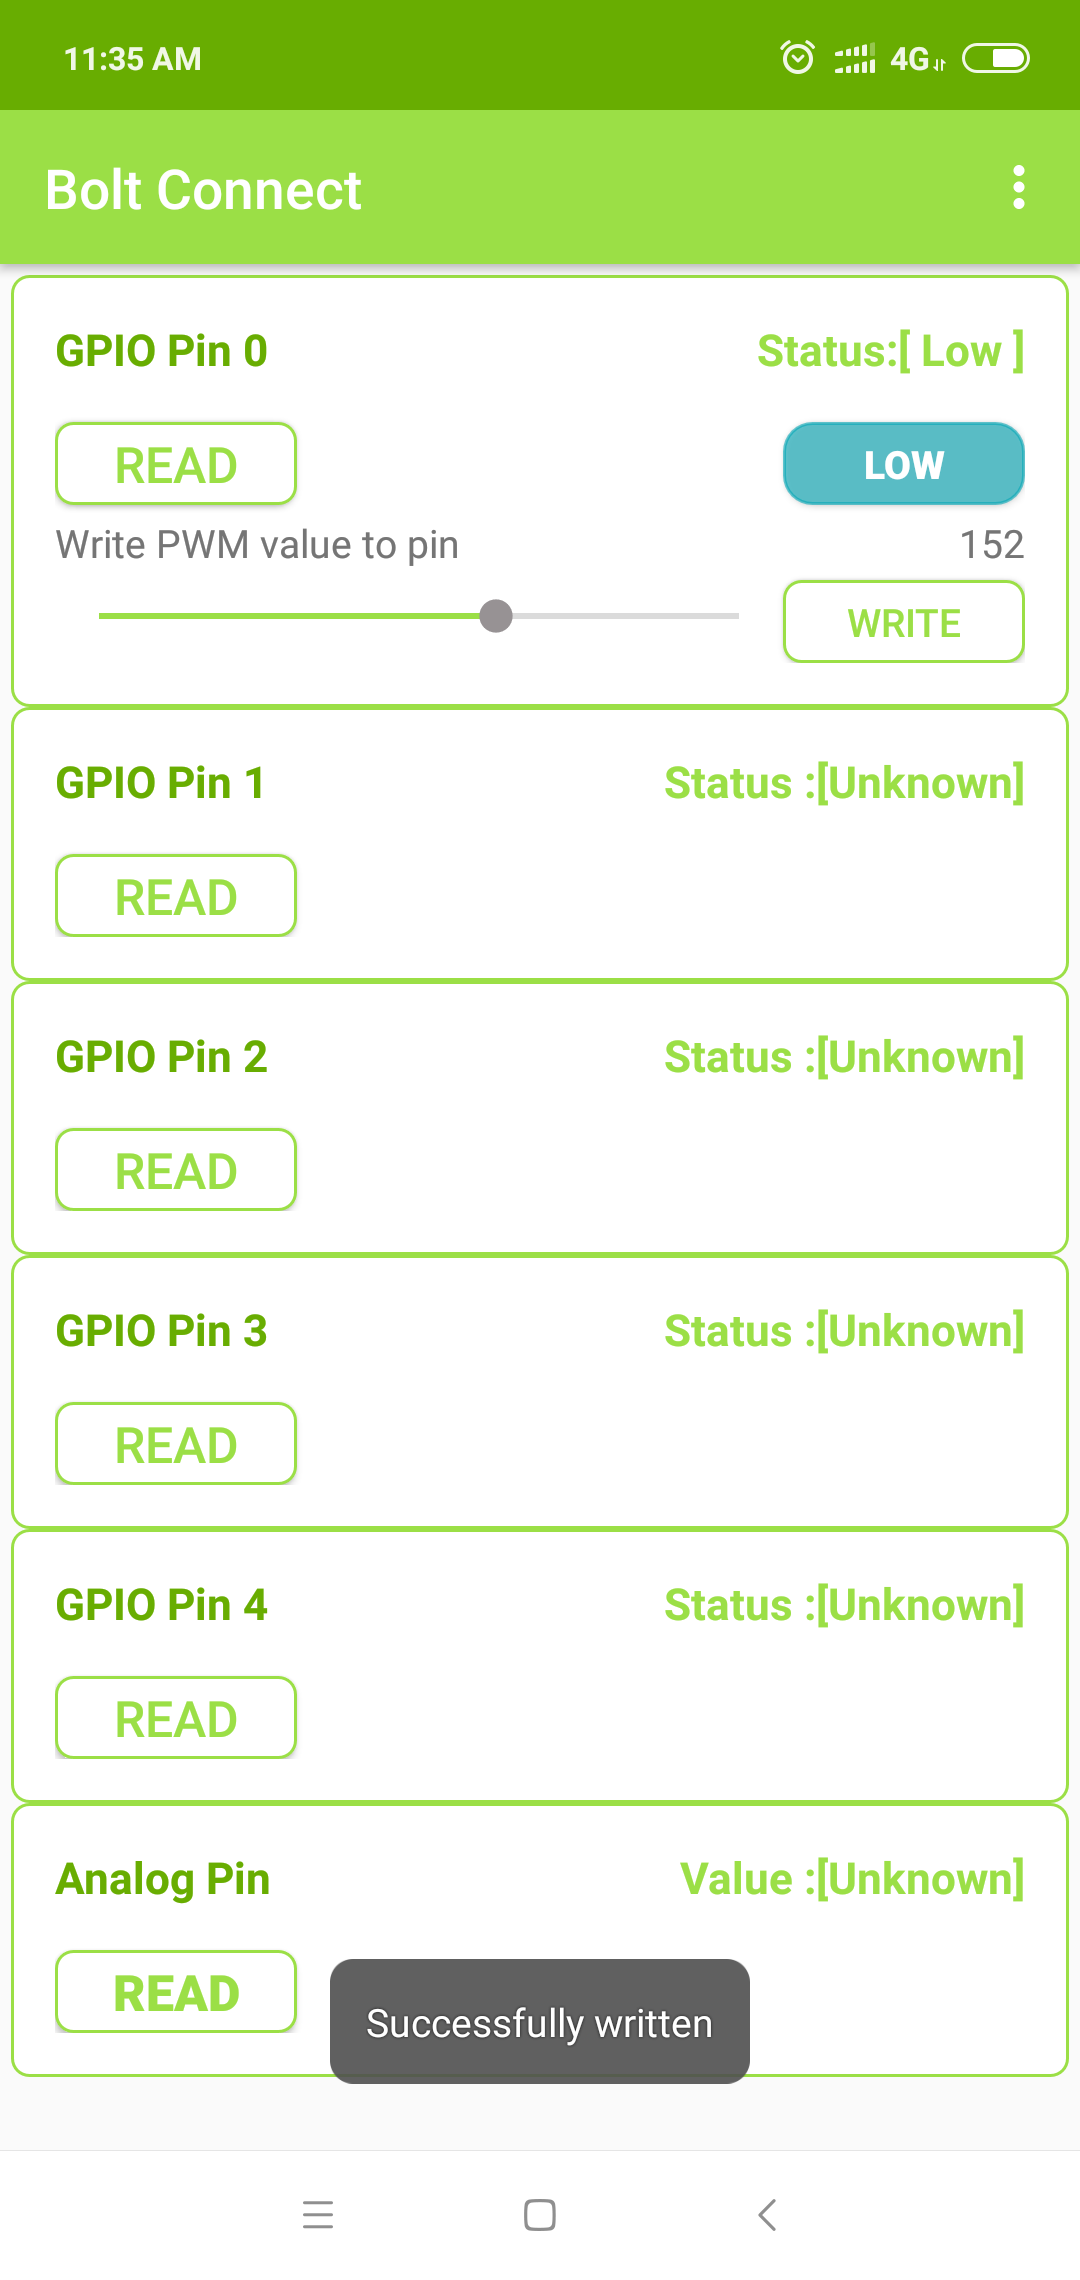 11:35 AM 4G
Bolt Connect
GPIO Pin 0 Status:[ Low ]
READ LOW
Write PWM value to pin 152
WRITE
GPIO Pin 1 Status :[Unknown]
READ
GPIO Pin 2 Status :[Unknown]
READ
GPIO Pin 3 Status :[Unknown]
READ
GPIO Pin 4 Status :[Unknown]
READ
Analog Pin Value :[Unknown]
READ
Successfully written